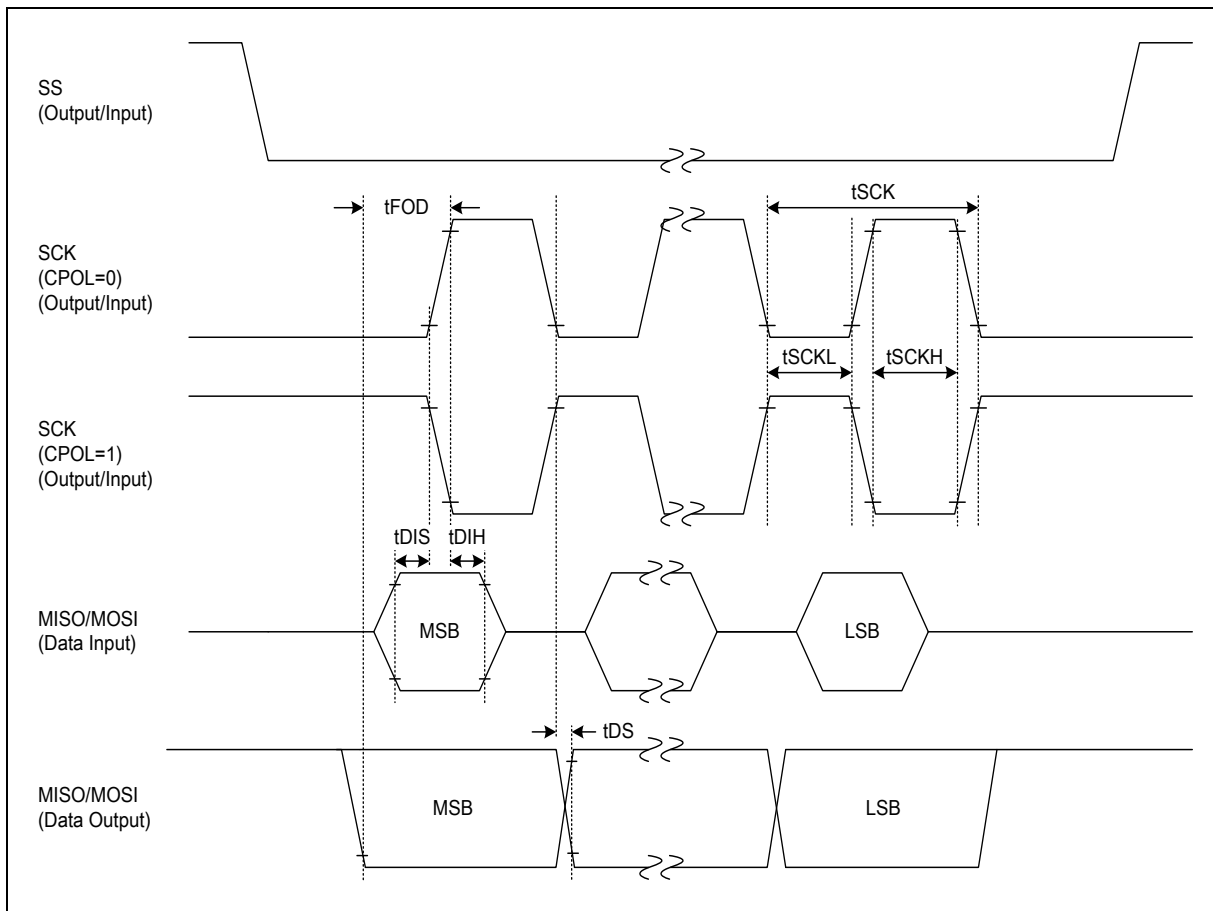 SS
(Output/Input)
tFOD
tSCK
SCK
(CPOL=0)
(Output/Input)
tSCKL
tSCKH
SCK
(CPOL=1)
(Output/Input)
tDIS
tDIH
MISO/MOSI
(Data Input)
MSB
LSB
tDS
MISO/MOSI
(Data Output)
MSB
LSB